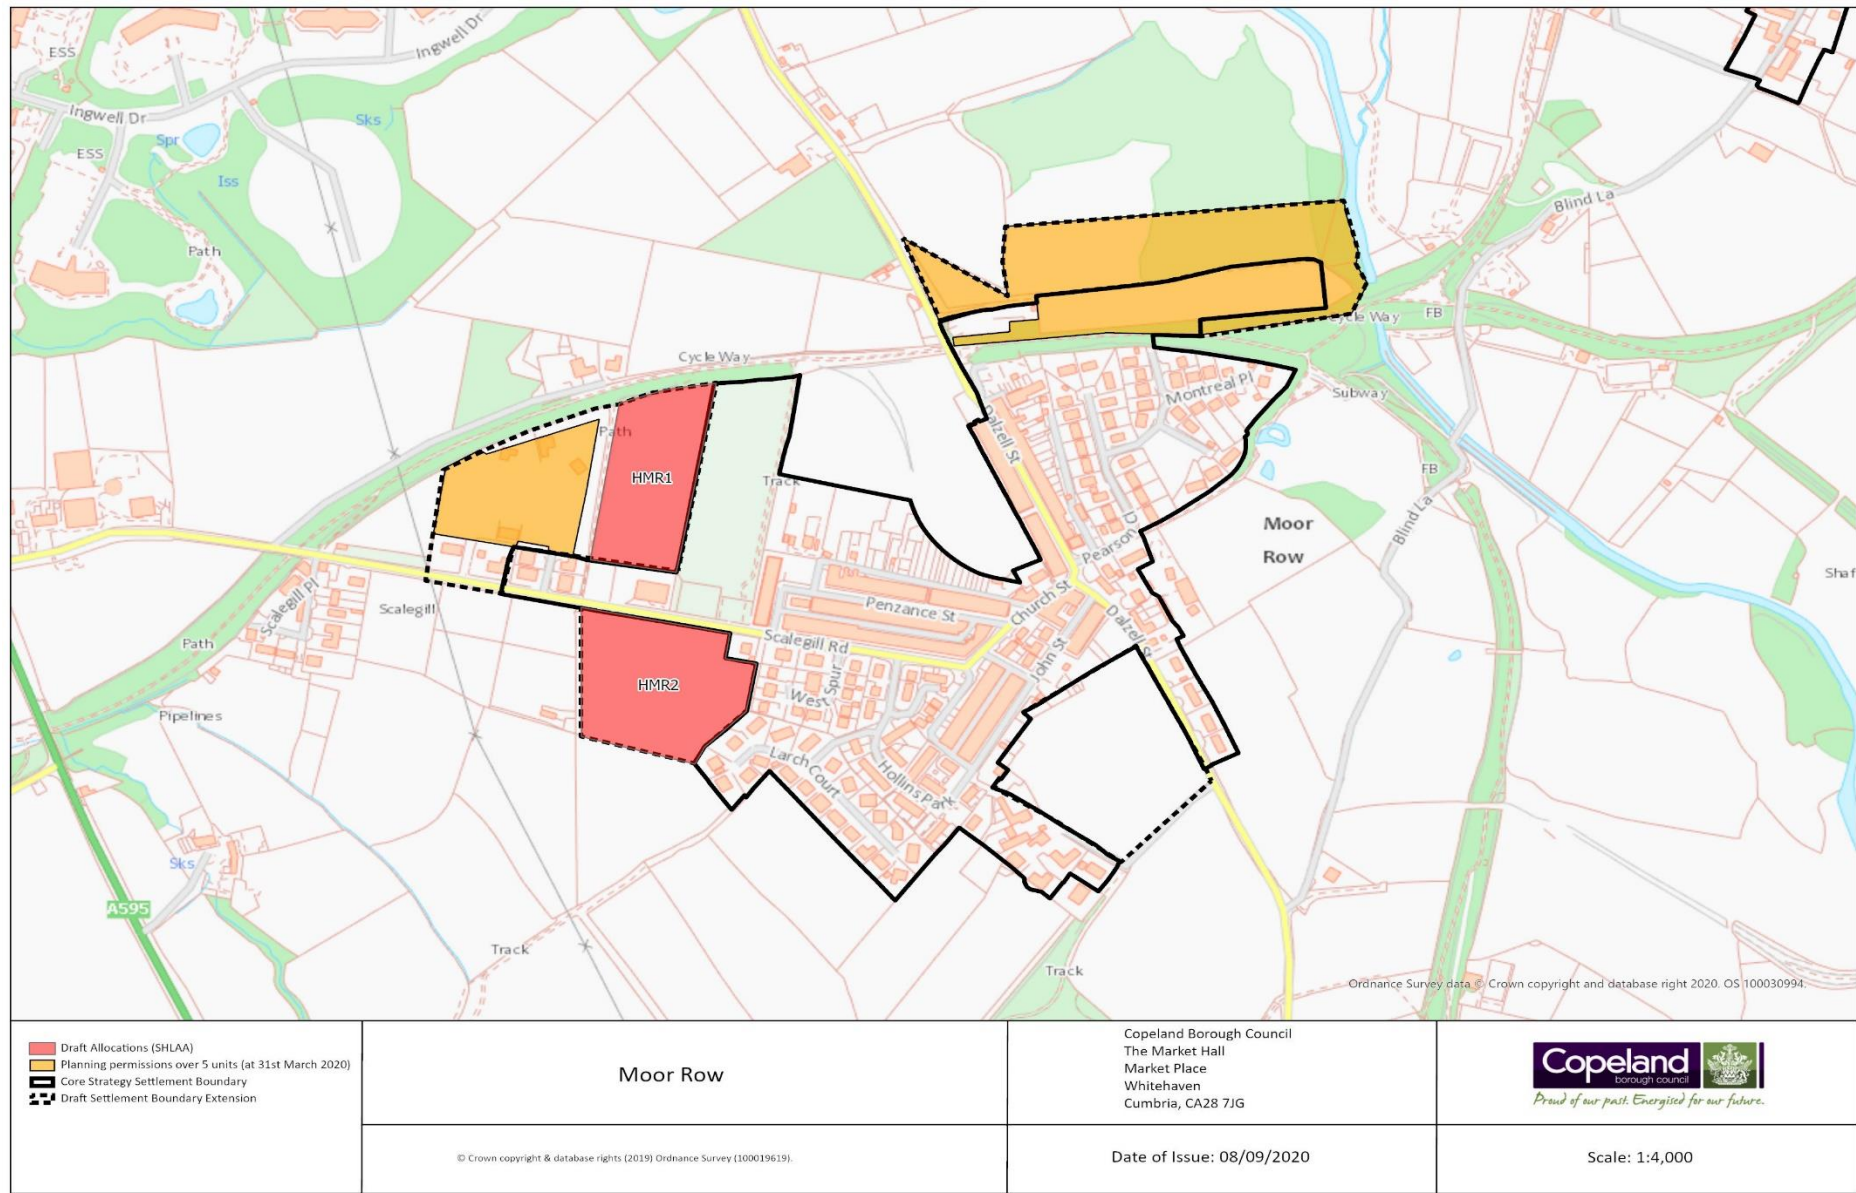 ESS
Ingwell Dr
Ingwell Dr
Sks
Spr
ESS
Iss
Path
Blind La
Cycle Way
FB
Cycle Way
Montreal Pl
Subway
Path
Dalzell St
HMR1
Track
FB
Moor
Row
Blind La
Pearson Cl
Shaf
Scalegill Pl
Scalegill
Penzance St
Church St
Dalzell St
Path
Scalegill Rd
John St
HMR2
West Spur
Pipelines
Larch Court
Hollins Park
Sks
A595
Track
Track
Ordnance Survey data © Crown copyright and database right 2020. OS 100030994.
Draft Allocations (SHLAA)
Planning permissions over 5 units (at 31st March 2020)
Core Strategy Settlement Boundary
Draft Settlement Boundary Extension
Moor Row
© Crown copyright & database rights (2019) Ordnance Survey (100019619).
Copeland Borough Council
The Market Hall
Market Place
Whitehaven
Cumbria, CA28 7JG
Date of Issue: 08/09/2020
Copeland
borough council
Proud of our past. Energised for our future.
Scale: 1:4,000